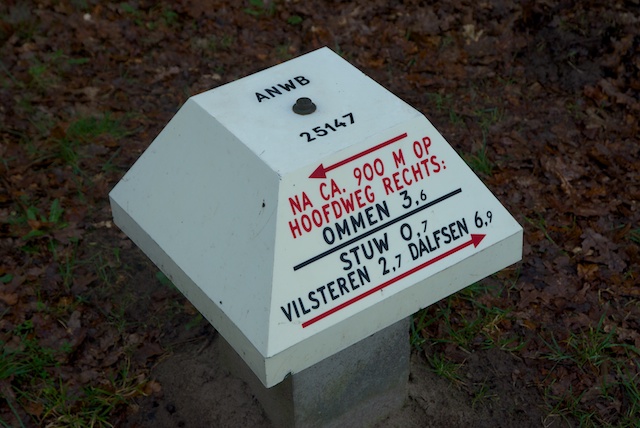 ANWB
25147
NA CA. 900 M OP
HOOFDWEG RECHTS:
OMMEN 3,6
STUW 0,7
VILSTEREN 2,7 DALFSEN 6,9